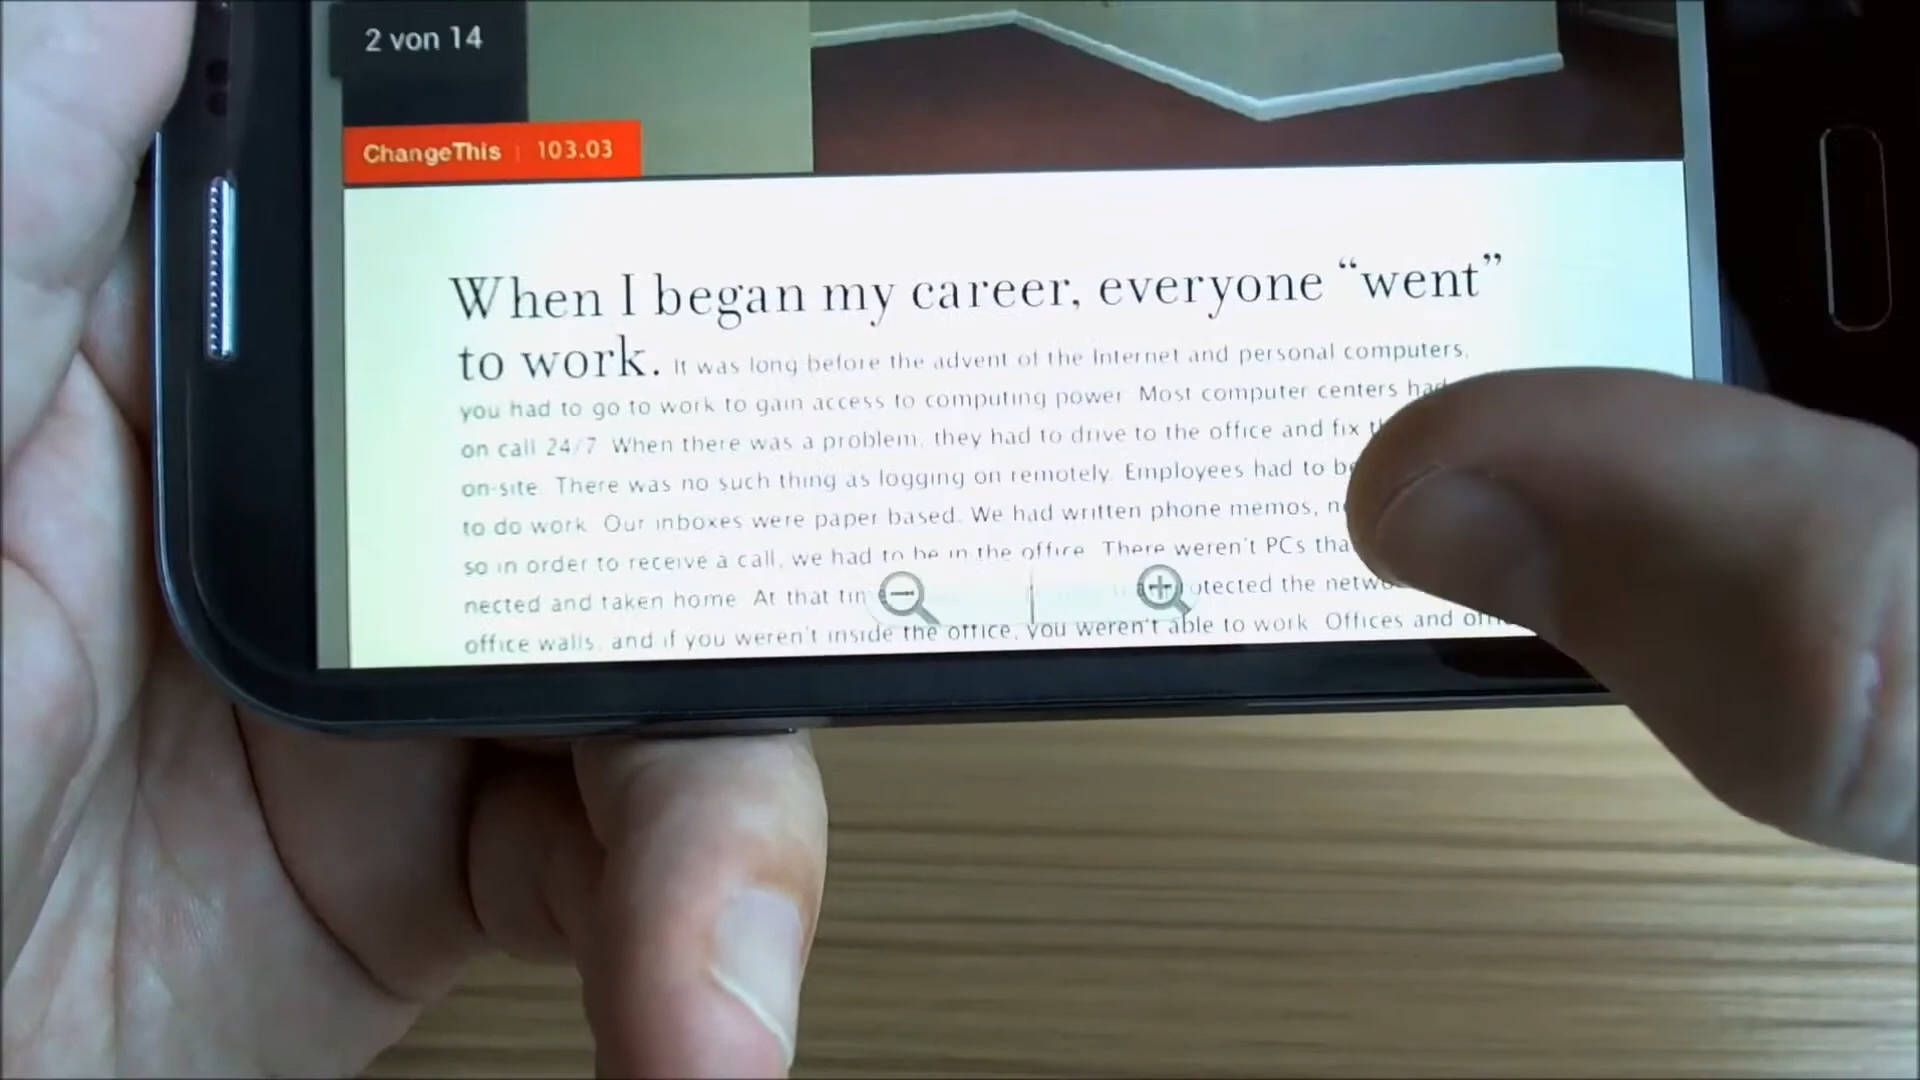 2 von 14
ChangeThis | 103.03
When I began my career, everyone “went”
to work. It was long before the advent of the Internet and personal computers,
you had to go to work to gain access to computing power. Most computer centers had
on call 24/7. When there was a problem, they had to drive to the office and fix
on-site. There was no such thing as logging on remotely. Employees had to
to do work. Our inboxes were paper based. We had written phone memos,
so in order to receive a call, we had to be in the office. There weren't PCs
nected and taken home. At that the
office walls, and if you weren't inside the office, you weren't able to work. Offices and